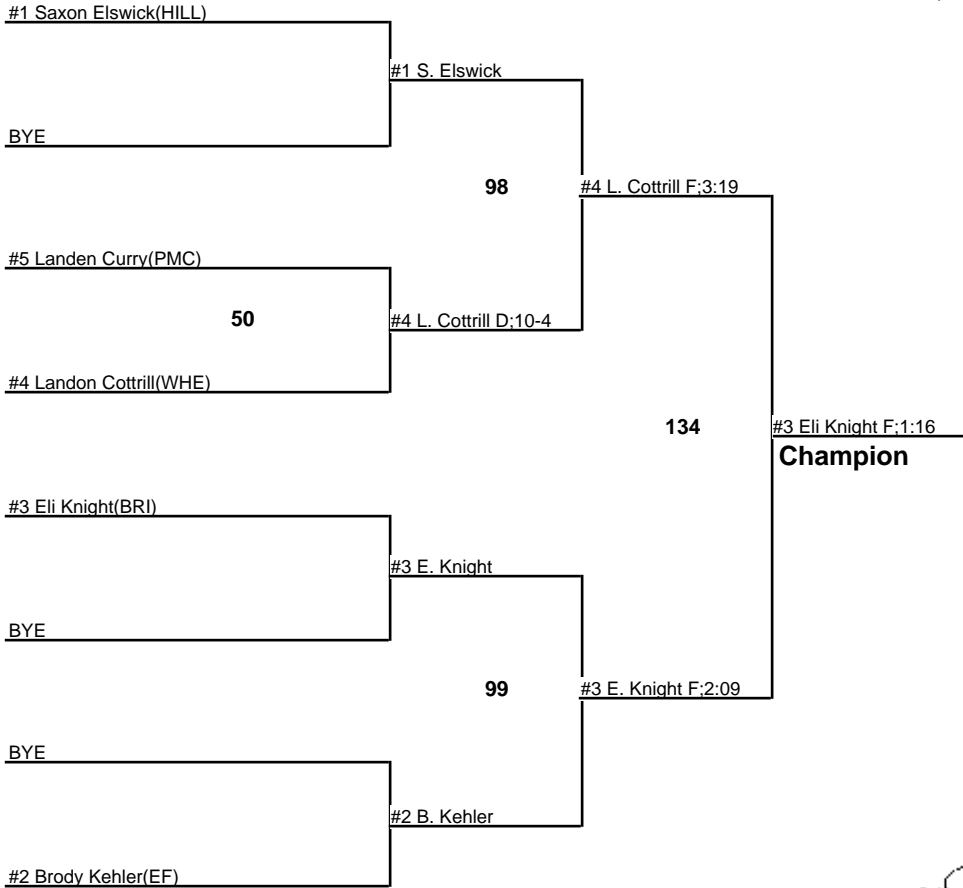 #1 Saxon Elswick(HILL)
#1 S. Elswick
BYE
98
#4 L. Cottrill F;3:19
#5 Landen Curry(PMC)
50
#4 L. Cottrill D;10-4
#4 Landon Cottrill(WHE)
134
#3 Eli Knight F;1:16
Champion
#3 Eli Knight(BRI)
#3 E. Knight
BYE
99
#3 E. Knight F;2:09
BYE
#2 B. Kehler
#2 Brody Kehler(EF)